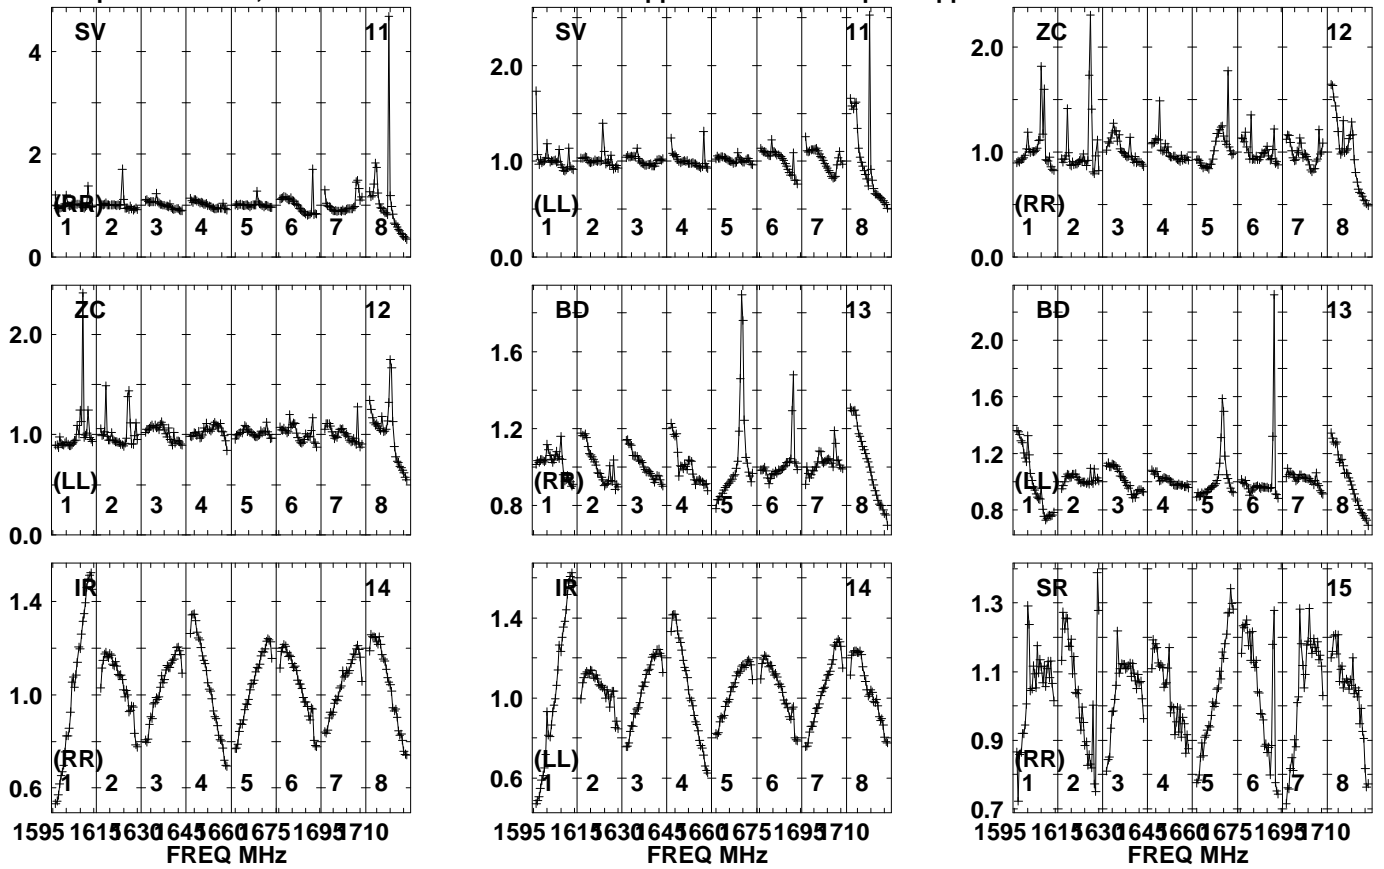 SV 11
4
2
0
(RR)
1 2 3 4 5 6 7 8
SV 11
2.0
1.0
0.0
(LL)
1 2 3 4 5 6 7 8
ZC 12
2.0
1.0
0.0
(RR)
1 2 3 4 5 6 7 8
ZC 12
2.0
1.0
0.0
(LL)
1 2 3 4 5 6 7 8
BD 13
1.6
1.2
0.8
(RR)
1 2 3 4 5 6 7 8
BD 13
2.0
1.6
1.2
0.8
(LL)
1 2 3 4 5 6 7 8
IR 14
1.4
1.0
0.6
(RR)
1 2 3 4 5 6 7 8
1595 1615 1630 1645 1660 1675 1695 1710
FREQ MHz
IR 14
1.4
1.0
0.6
(LL)
1 2 3 4 5 6 7 8
1595 1615 1630 1645 1660 1675 1695 1710
FREQ MHz
SR 15
1.3
1.1
0.9
0.7
(RR)
1 2 3 4 5 6 7 8
1595 1615 1630 1645 1660 1675 1695 1710
FREQ MHz